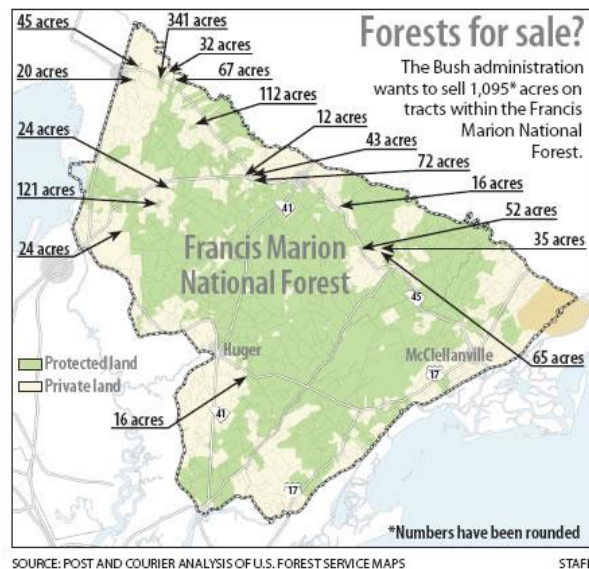 Forests for sale?
The Bush administration
wants to sell 1,095* acres on
tracts within the Francis
Marion National
Forest.
45 acres
341 acres
32 acres
20 acres
67 acres
112 acres
24 acres
12 acres
43 acres
72 acres
121 acres
16 acres
41
52 acres
35 acres
24 acres
Francis Marion
National Forest
45
65 acres
Protected land
Private land
Huger
McClellanville
17
16 acres
41
17
*Numbers have been rounded
SOURCE: POST AND COURIER ANALYSIS OF U.S. FOREST SERVICE MAPS
STAFF